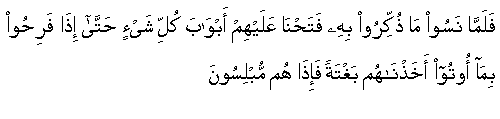 فَلَمَّا نَسُوا۟ مَا ذُكِّرُوا۟ بِهِۦ فَتَحْنَا عَلَيْهِمْ أَبْوَٰبَ كُلِّ شَىْءٍ حَتَّىٰٓ إِذَا فَرِحُوا۟
بِمَآ أُوتُوٓا۟ أَخَذْنَـٰهُم بَغْتَةً فَإِذَا هُم مُّبْلِسُونَ